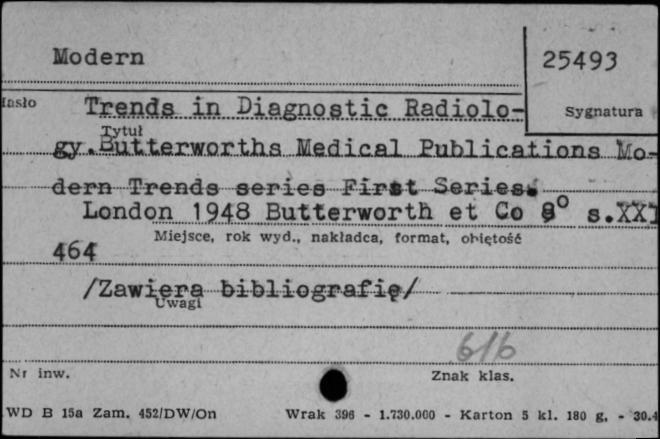 Modern
25493
Hasło
Trends in Diagnostic Radiolo-
Sygnatura
Tytuł
gy. Butterworths Medical Publications Mo-
dern Trends series First Series.
London 1948 Butterworth et Co 8° s.XXI
Miejsce, rok wyd., nakładca, format, objętość
464
/Zawiera bibliografię/
Uwagi
616
Nr inw.
Znak klas.
WD B 15a Zam. 452/DW/On Wrak 396 - 1.730.000 - Karton 5 kl. 180 g. - 30.4